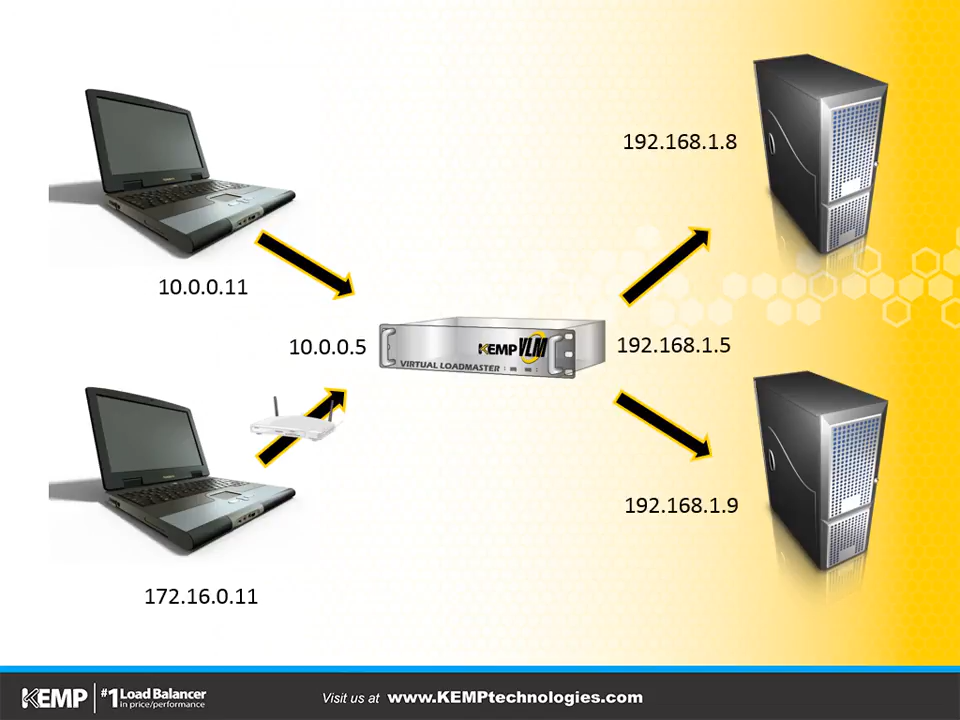 192.168.1.8
10.0.0.11
10.0.0.5
KEMP VLM
VIRTUAL LOADMASTER
192.168.1.5
192.168.1.9
172.16.0.11
KEMP
#1 Load Balancer
in price/performance
Visit us at www.KEMPtechnologies.com